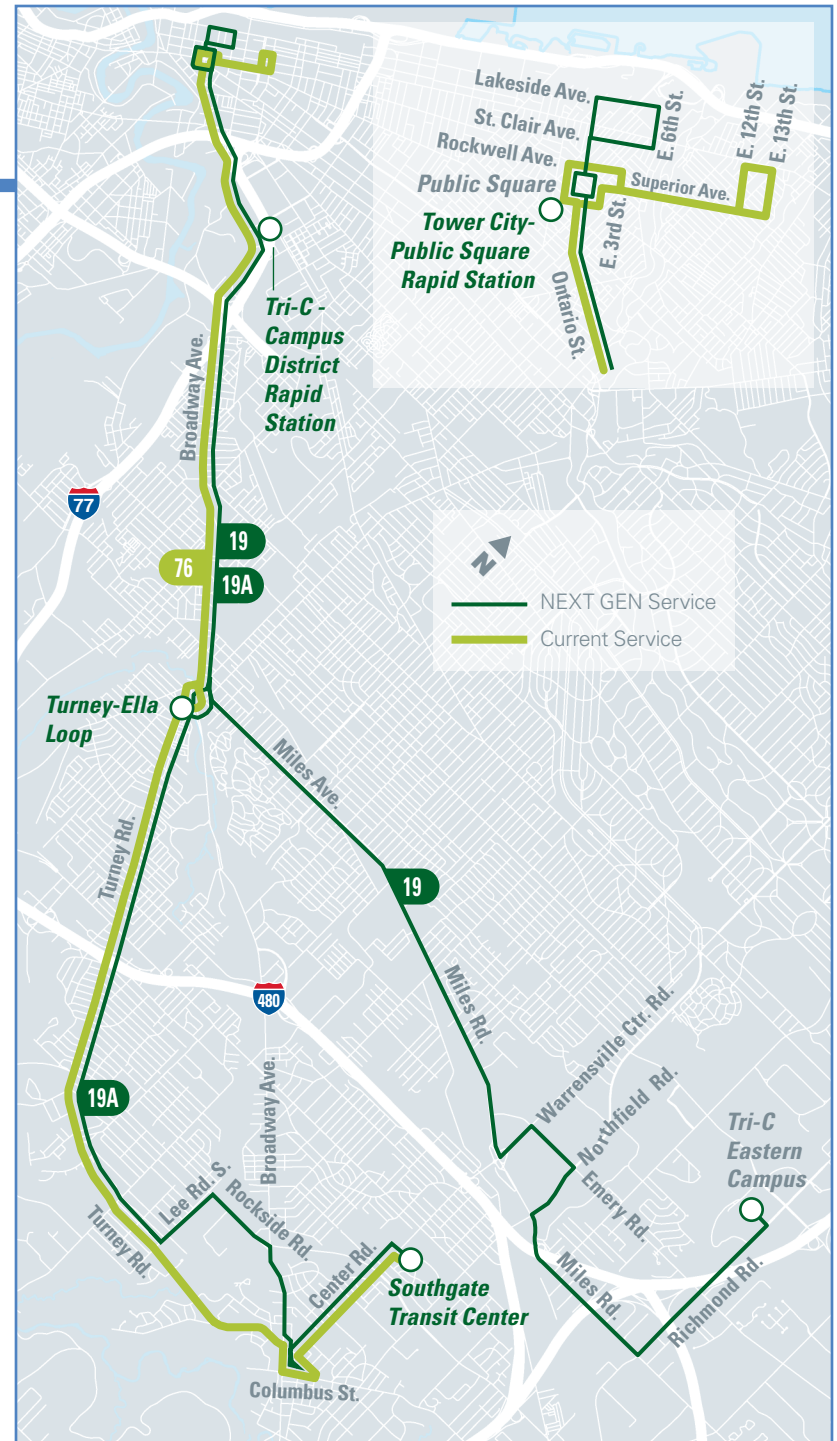 Lakeside Ave.
St. Clair Ave.
Rockwell Ave.
Public Square
E. 6th St.
E. 12th St.
E. 13th St.
Superior Ave.
Tower City-
Public Square
Rapid Station
E. 3rd St.
Ontario St.
Tri-C -
Campus
District
Rapid
Station
Broadway Ave.
77
76
19
19A
N
NEXT GEN Service
Current Service
Turney-Ella
Loop
Miles Ave.
Turney Rd.
19
480
Miles Rd.
Broadway Ave.
Warrensville Ctr. Rd.
Northfield Rd.
Emery Rd.
Tri-C
Eastern
Campus
19A
Lee Rd. S.
Rockside Rd.
Turney Rd.
Center Rd.
Southgate
Transit Center
Miles Rd.
Richmond Rd.
Columbus St.